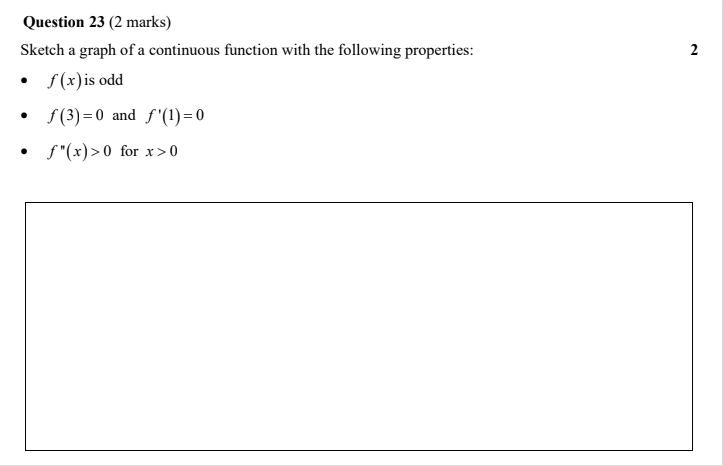 Question 23 (2 marks)
Sketch a graph of a continuous function with the following properties: 2
• f(x) is odd
• f(3)=0 and f'(1)=0
• f"(x)>0 for x>0